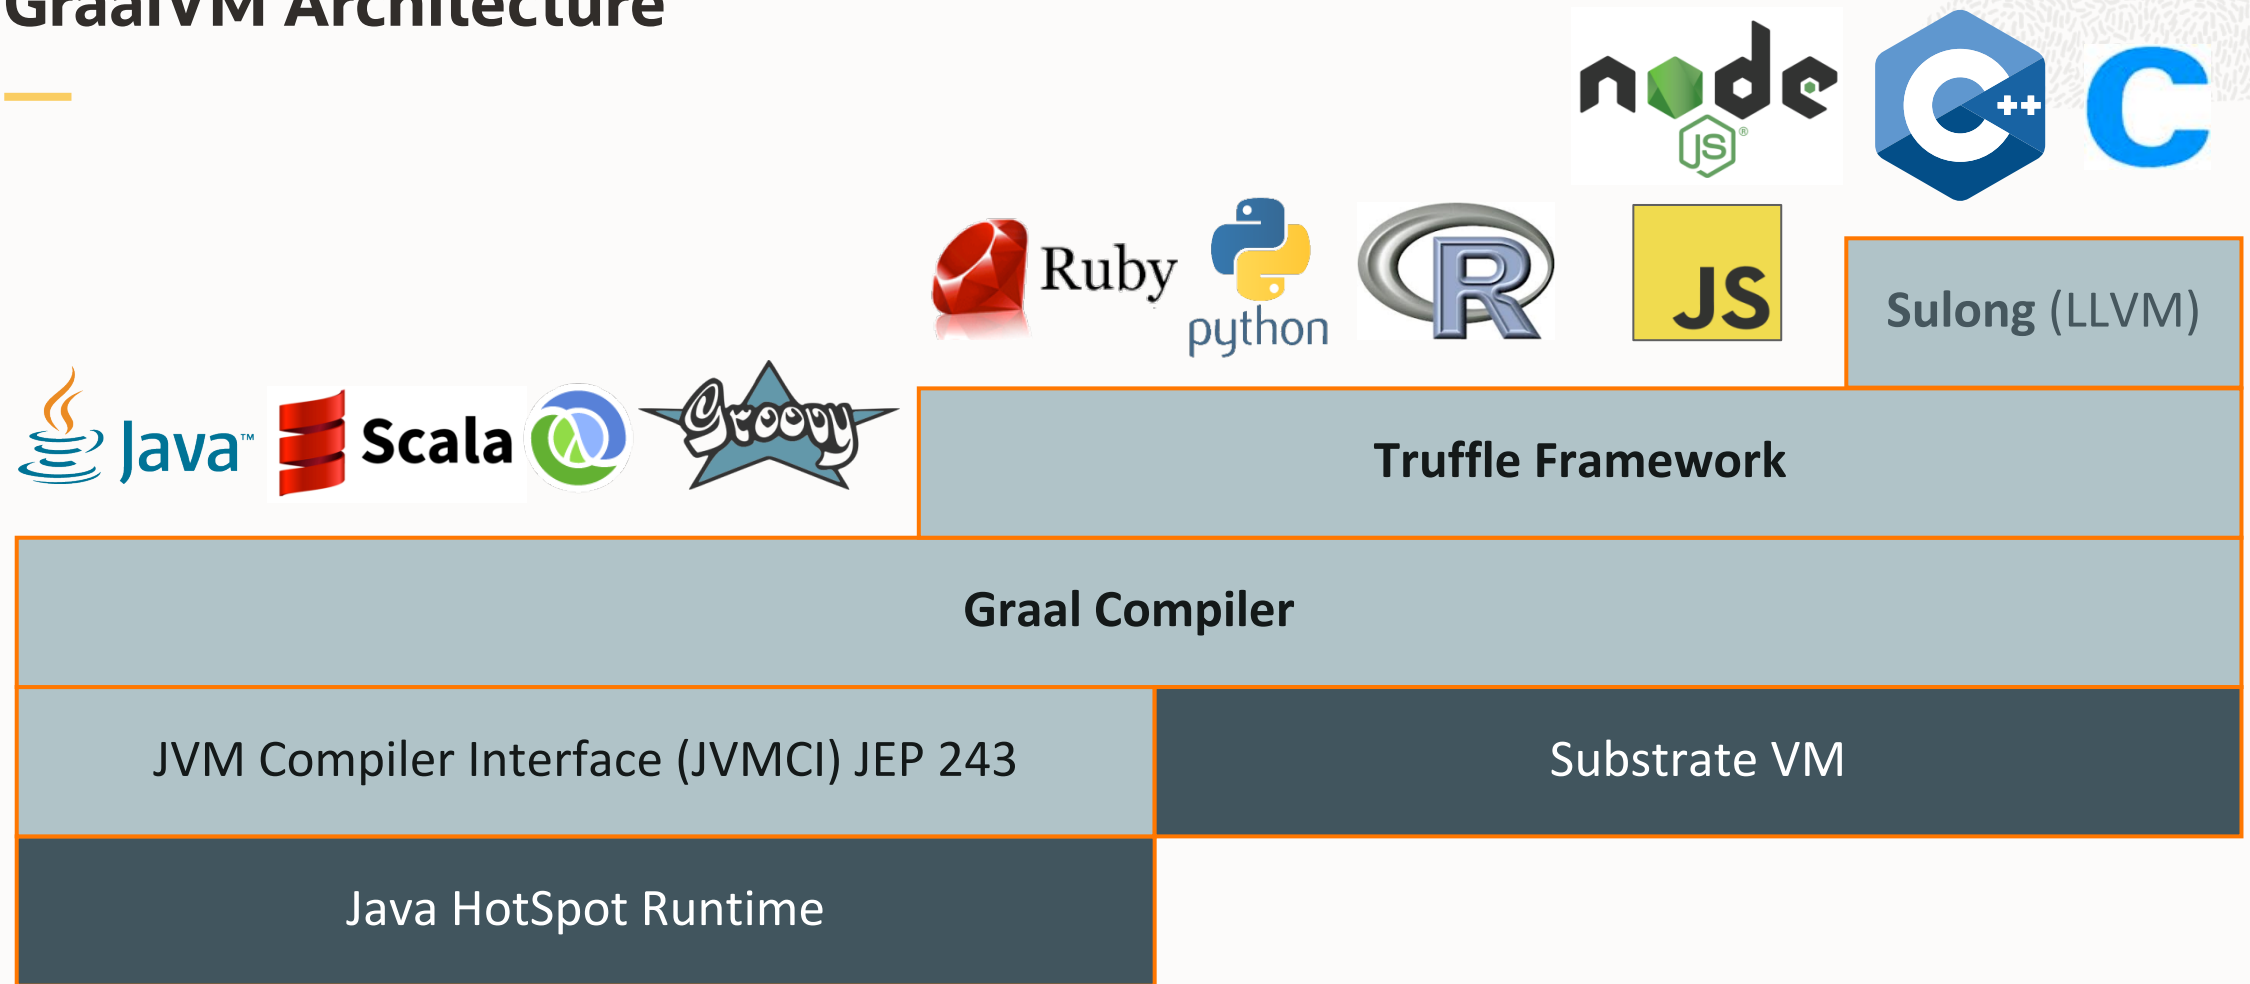 GraalVM Architecture
node
JS ®
C ++
C
Ruby
python
R
JS
Sulong (LLVM)
Java™
Scala
Groovy
Truffle Framework
Graal Compiler
JVM Compiler Interface (JVMCI) JEP 243
Substrate VM
Java HotSpot Runtime